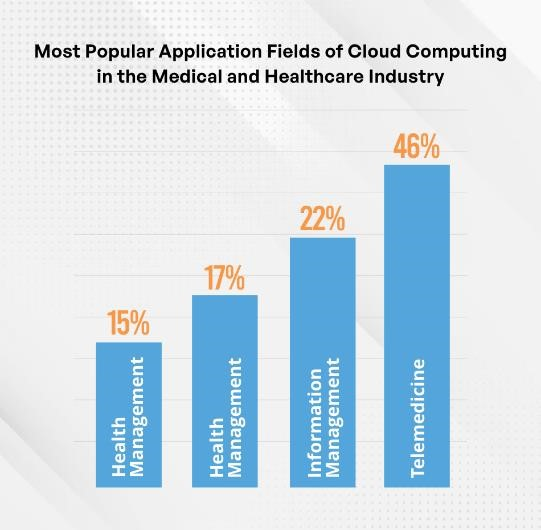 Most Popular Application Fields of Cloud Computing
in the Medical and Healthcare Industry
15%
17%
22%
46%
Health
Management
Health
Management
Information
Management
Telemedicine